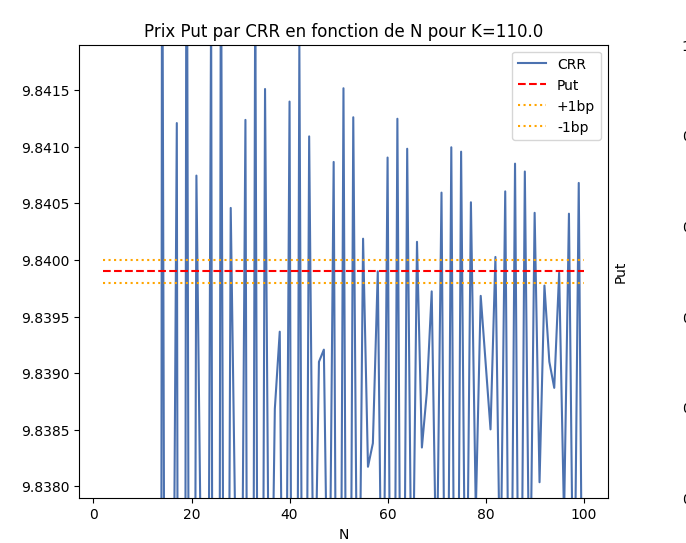 Prix Put par CRR en fonction de N pour K=110.0
CRR
Put
+1bp
-1bp
9.8415
9.8410
9.8405
9.8400
9.8395
9.8390
9.8385
9.8380
0 20 40 60 80 100
N
Put